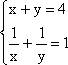 x + y = 4
1/x + 1/y = 1